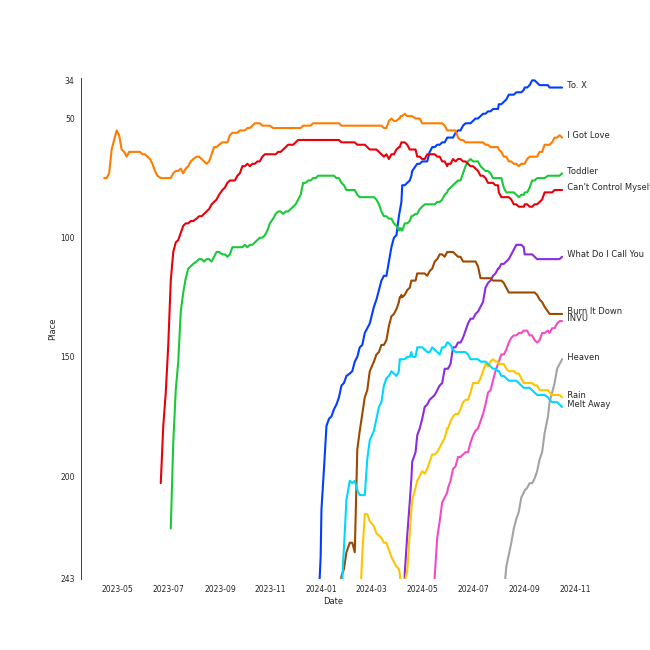 34
50
100
150
200
243
Place
2023-05
2023-07
2023-09
2023-11
2024-01
2024-03
2024-05
2024-07
2024-09
2024-11
Date
To. X
I Got Love
Toddler
Can't Control Mysel
What Do I Call You
Burn It Down
INVU
Heaven
Rain
Melt Away